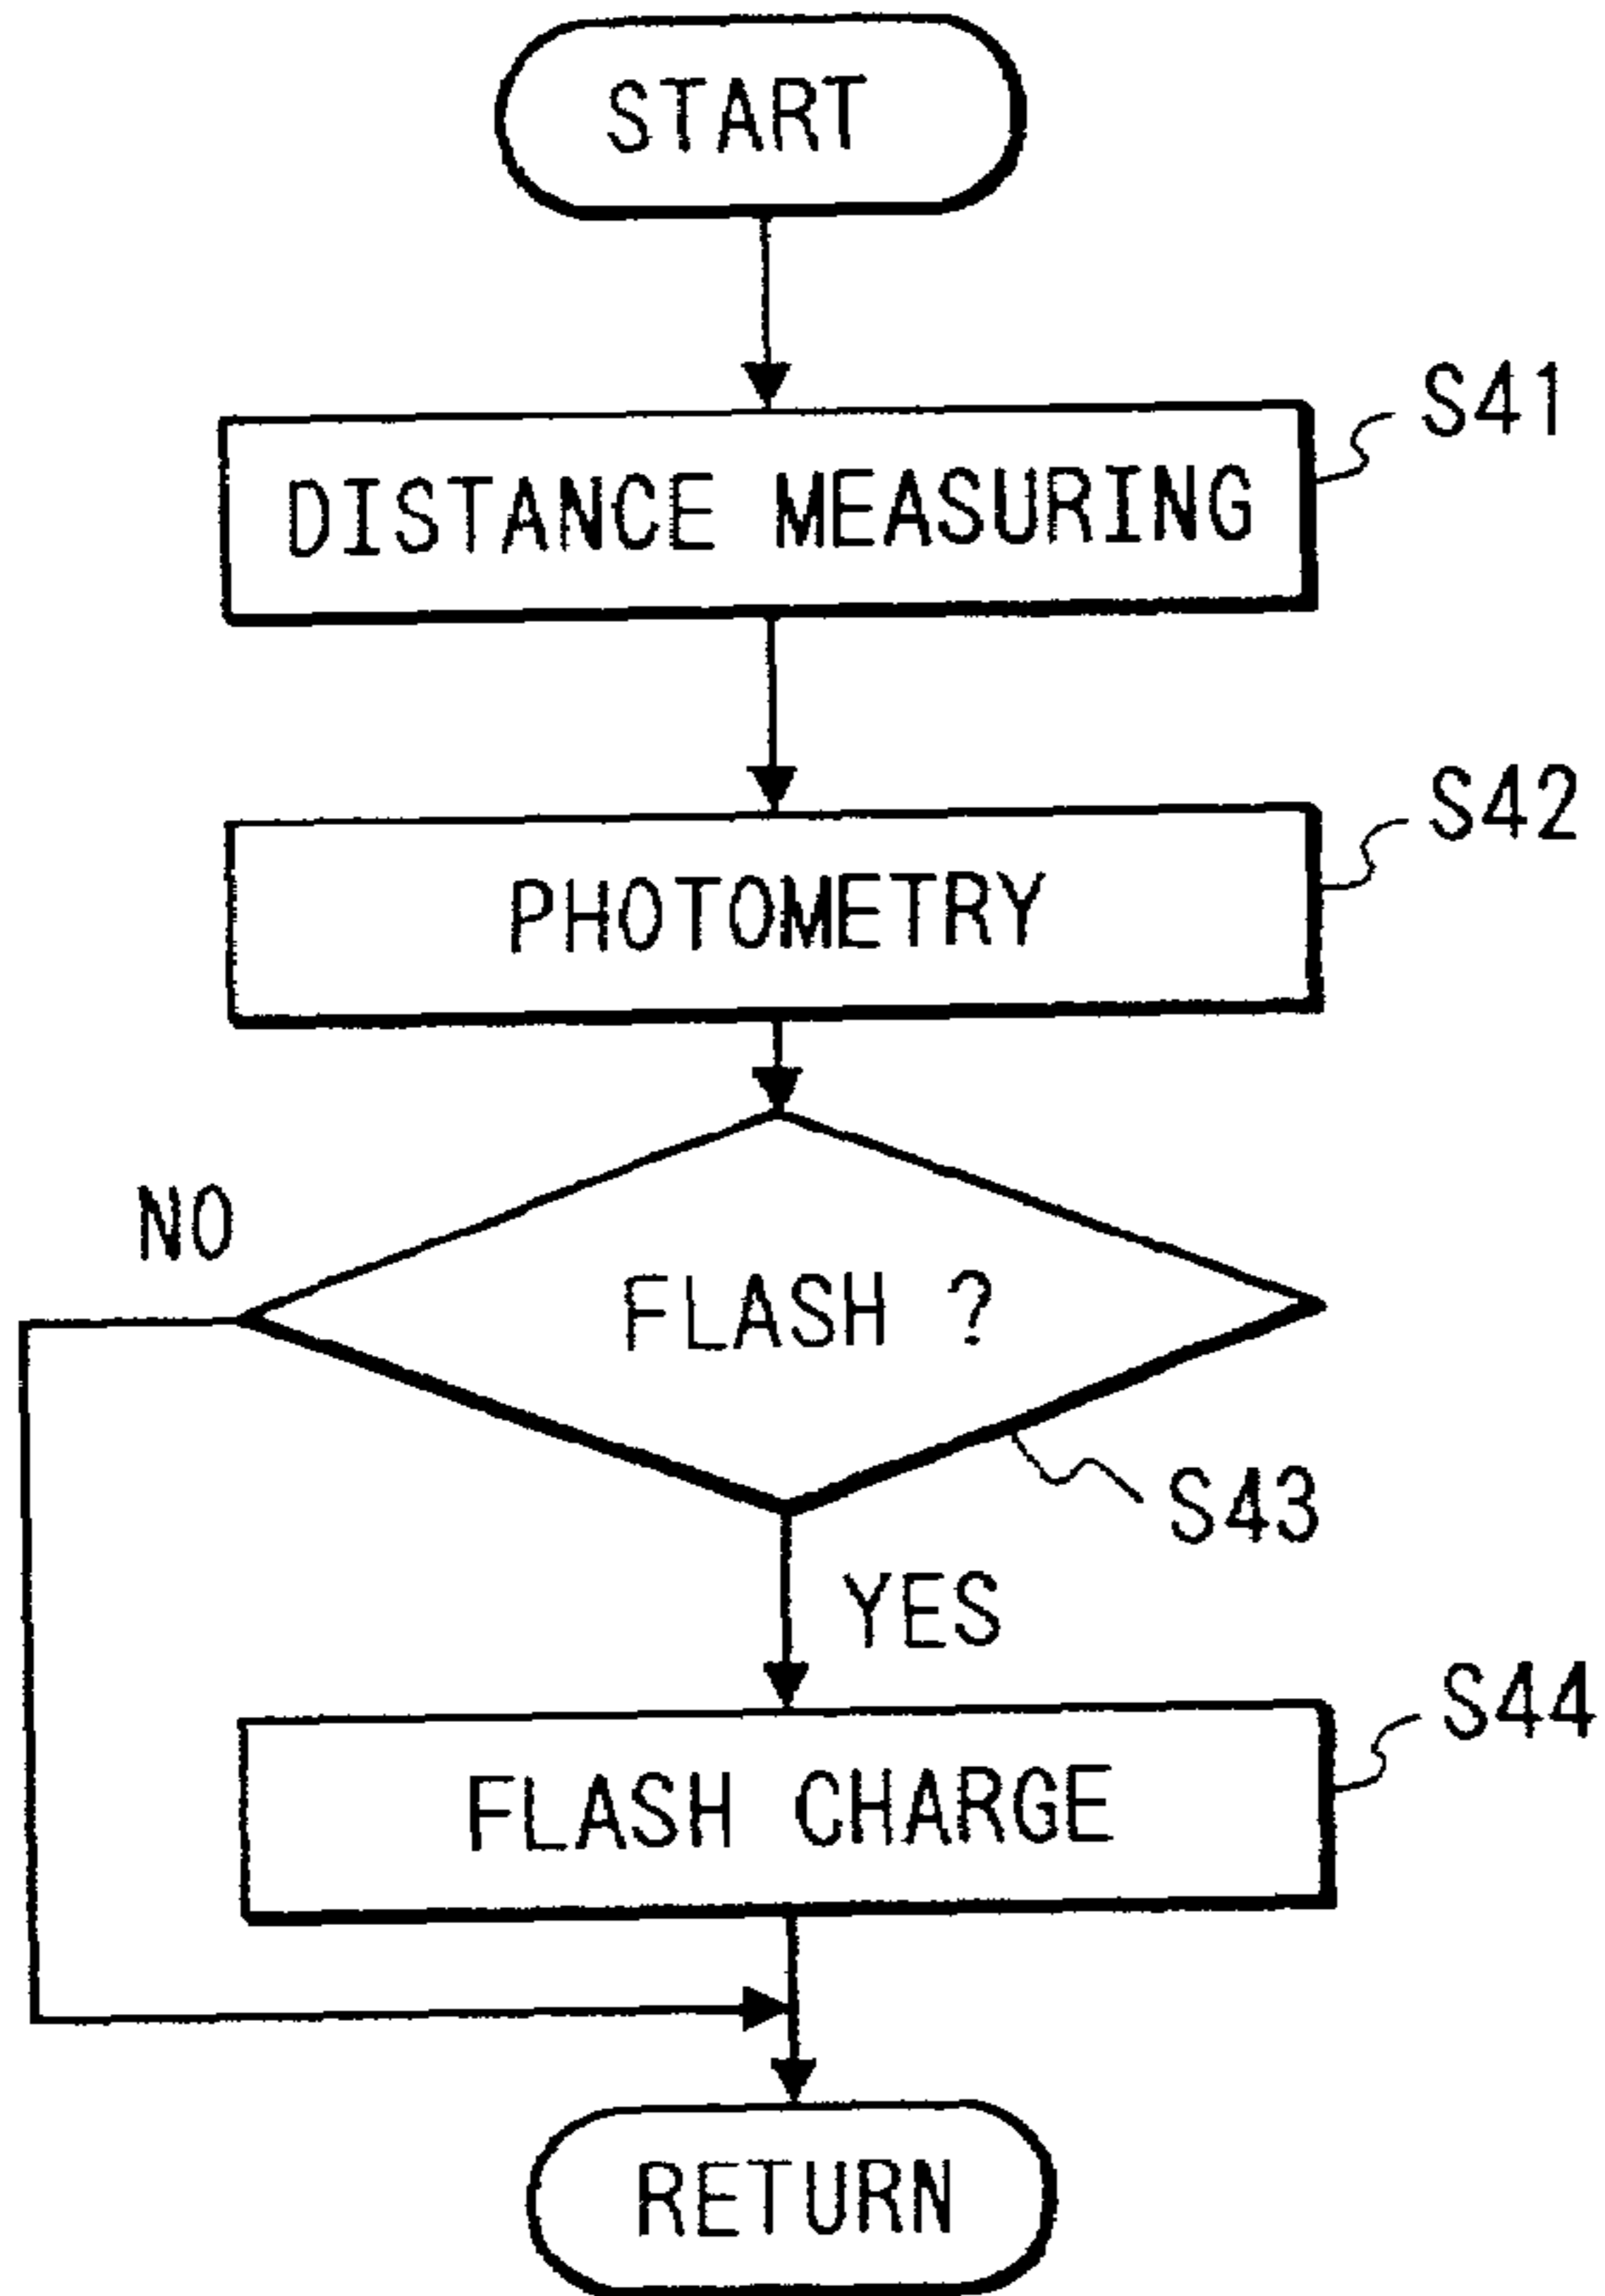 START
S41
DISTANCE MEASURING
S42
PHOTOMETRY
NO
FLASH ?
S43
YES
S44
FLASH CHARGE
RETURN